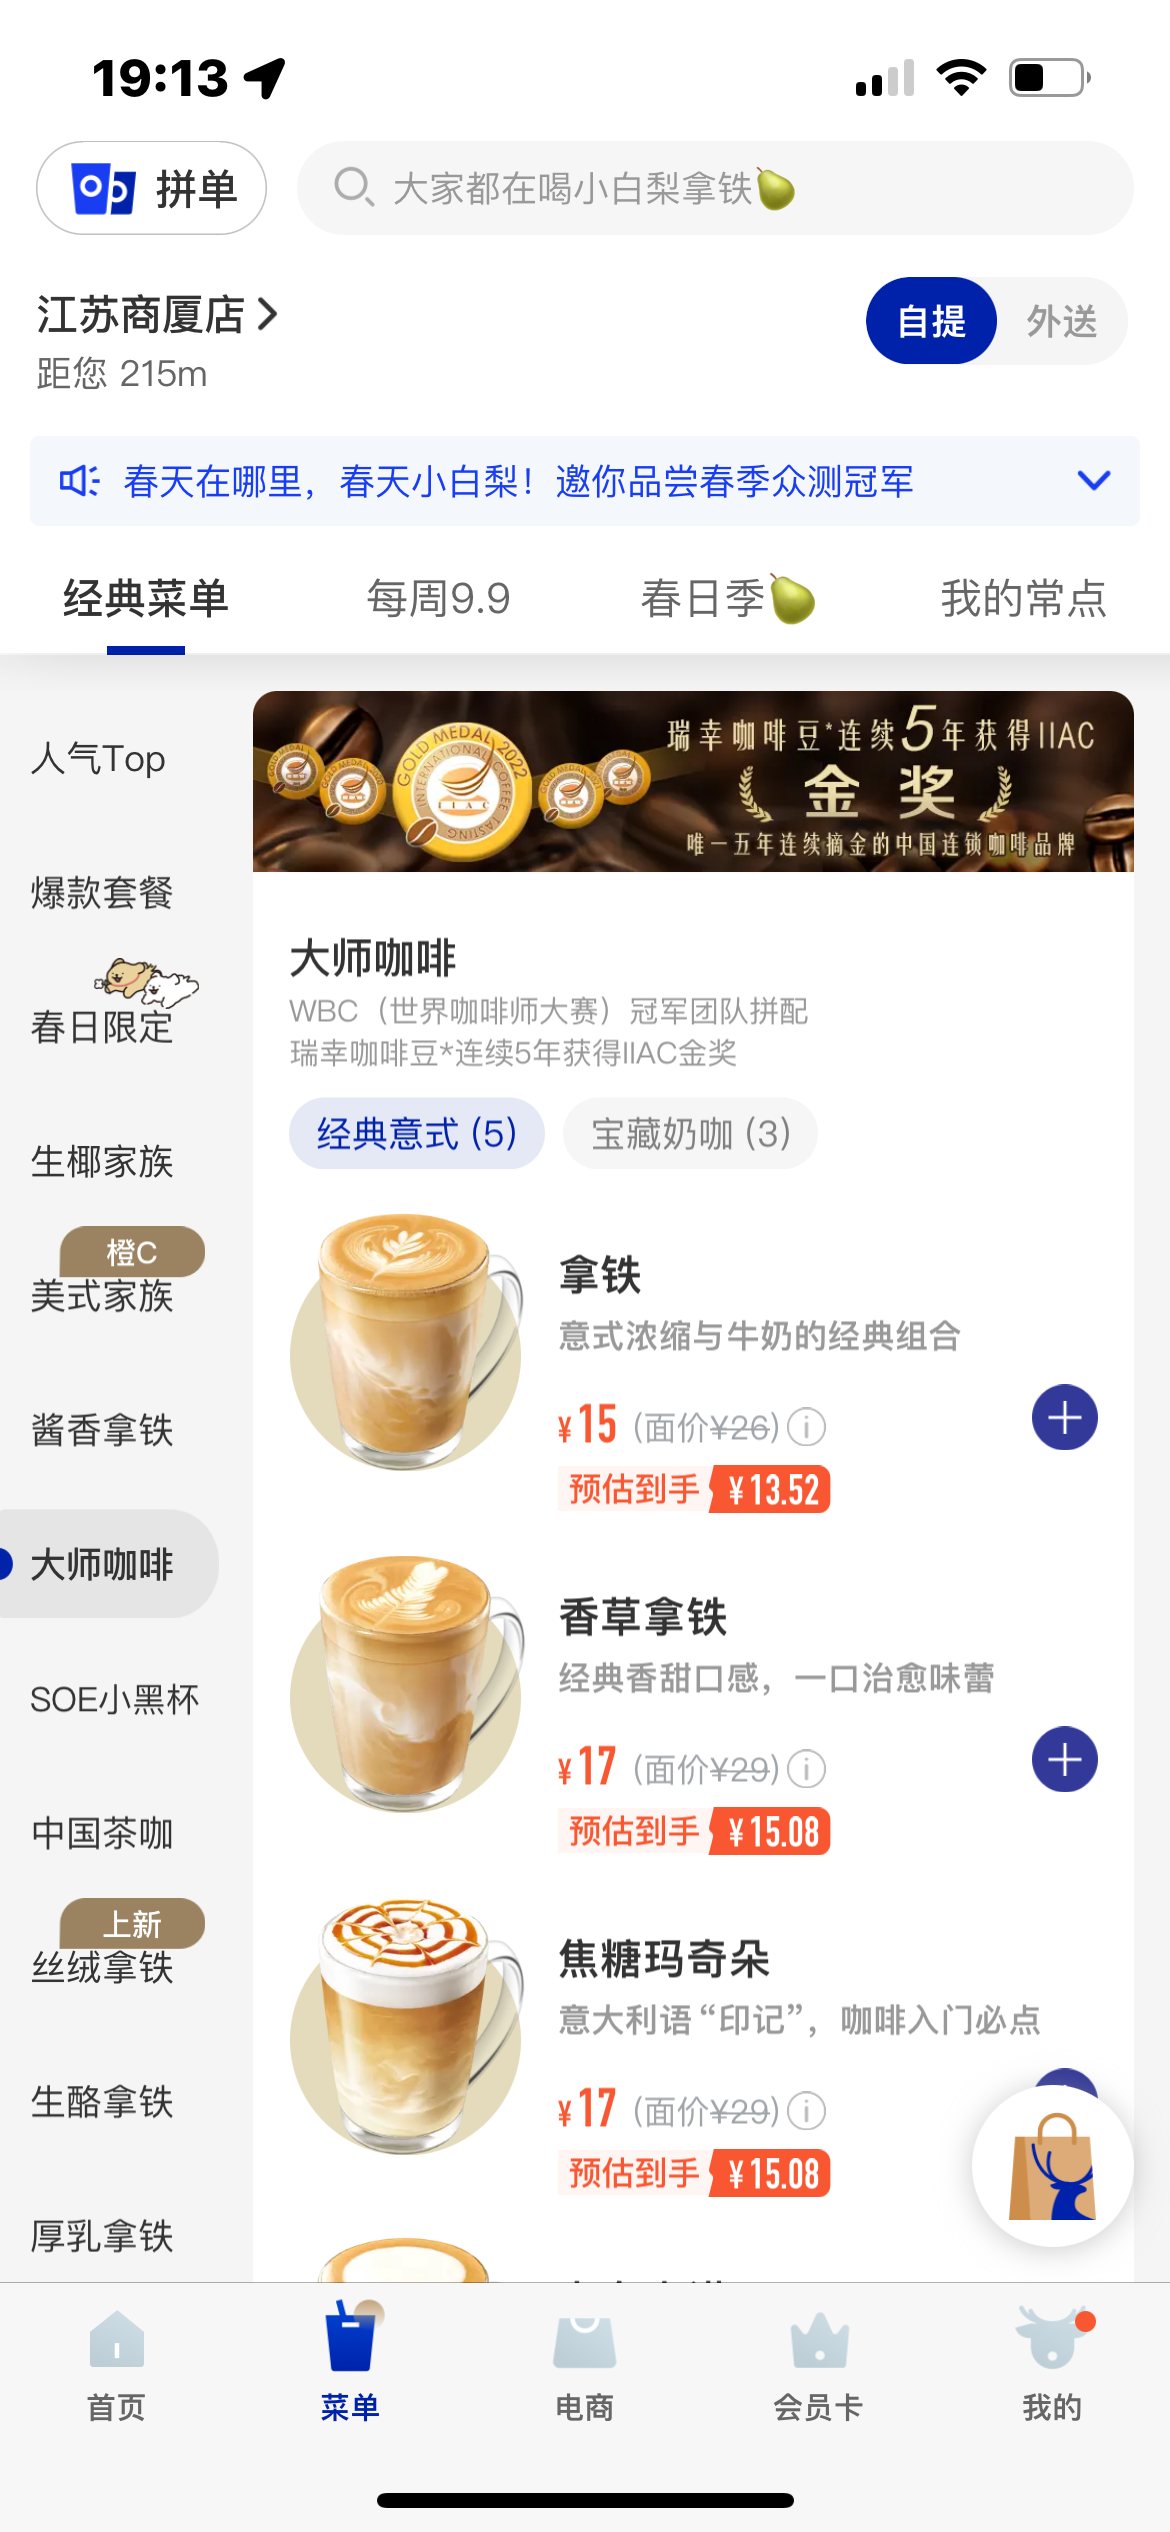 19:13
拼单
大家都在喝小白梨拿铁🍐
江苏商厦店
距您 215m
自提
外送
春天在哪里，春天小白梨！邀你品尝春季众测冠军
经典菜单
每周9.9
春日季🍐
我的常点
人气Top
爆款套餐
春日限定
生椰家族
橙C
美式家族
酱香拿铁
大师咖啡
SOE小黑杯
中国茶咖
上新
丝绒拿铁
生酪拿铁
厚乳拿铁
GOLD MEDAL 2022
INTERNATIONAL COFFEE TASTING
IIAC
瑞幸咖啡豆*连续5年获得IIAC
金奖
唯一五年连续摘金的中国连锁咖啡品牌
大师咖啡
WBC（世界咖啡师大赛）冠军团队拼配
瑞幸咖啡豆*连续5年获得IIAC金奖
经典意式 (5)
宝藏奶咖 (3)
拿铁
意式浓缩与牛奶的经典组合
¥15 (面价¥26)
预估到手 ¥13.52
香草拿铁
经典香甜口感，一口治愈味蕾
¥17 (面价¥29)
预估到手 ¥15.08
焦糖玛奇朵
意大利语“印记”，咖啡入门必点
¥17 (面价¥29)
预估到手 ¥15.08
首页
菜单
电商
会员卡
我的